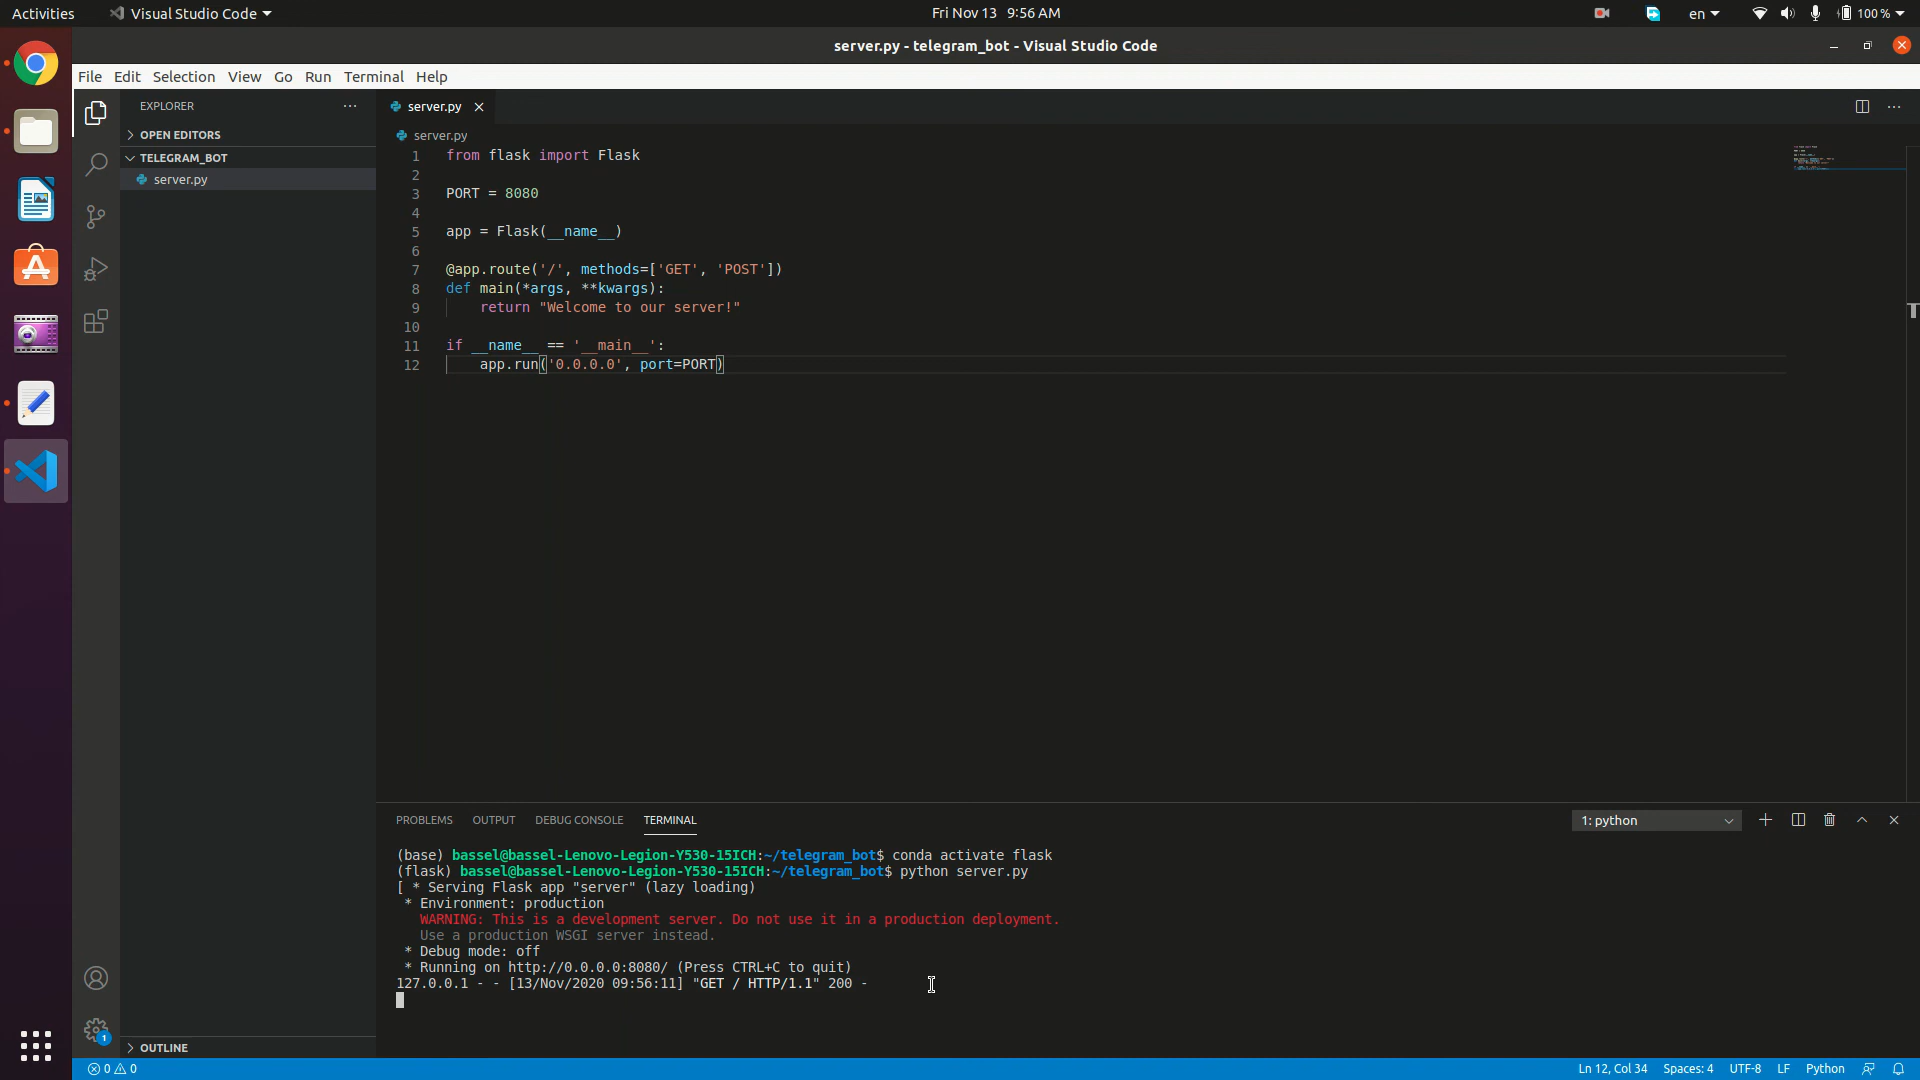 Activities
Visual Studio Code
Fri Nov 13 9:56 AM
en
100 %
server.py - telegram_bot - Visual Studio Code
File Edit Selection View Go Run Terminal Help
EXPLORER
OPEN EDITORS
TELEGRAM_BOT
server.py
server.py
server.py
1 from flask import Flask
2
3 PORT = 8080
4
5 app = Flask(__name__)
6
7 @app.route('/', methods=['GET', 'POST'])
8 def main(*args, **kwargs):
9 return "Welcome to our server!"
10
11 if __name__ == '__main__':
12 app.run('0.0.0.0', port=PORT)
PROBLEMS OUTPUT DEBUG CONSOLE TERMINAL
1: python
(base) bassel@bassel-Lenovo-Legion-Y530-15ICH:~/telegram_bot$ conda activate flask
(flask) bassel@bassel-Lenovo-Legion-Y530-15ICH:~/telegram_bot$ python server.py
[ * Serving Flask app "server" (lazy loading)
* Environment: production
WARNING: This is a development server. Do not use it in a production deployment.
Use a production WSGI server instead.
* Debug mode: off
* Running on http://0.0.0.0:8080/ (Press CTRL+C to quit)
127.0.0.1 - - [13/Nov/2020 09:56:11] "GET / HTTP/1.1" 200 -
1
OUTLINE
0 0
Ln 12, Col 34 Spaces: 4 UTF-8 LF Python